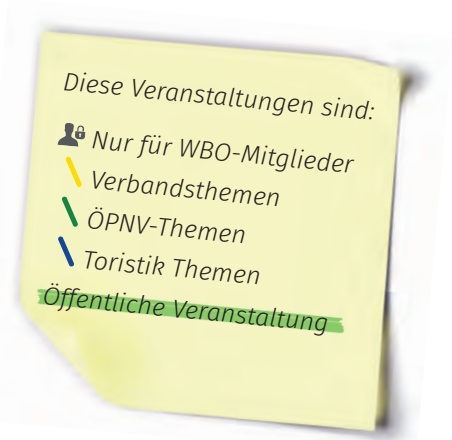 Diese Veranstaltungen sind:
Nur für WBO-Mitglieder
Verbandsthemen
ÖPNV-Themen
Toristik Themen
Öffentliche Veranstaltung